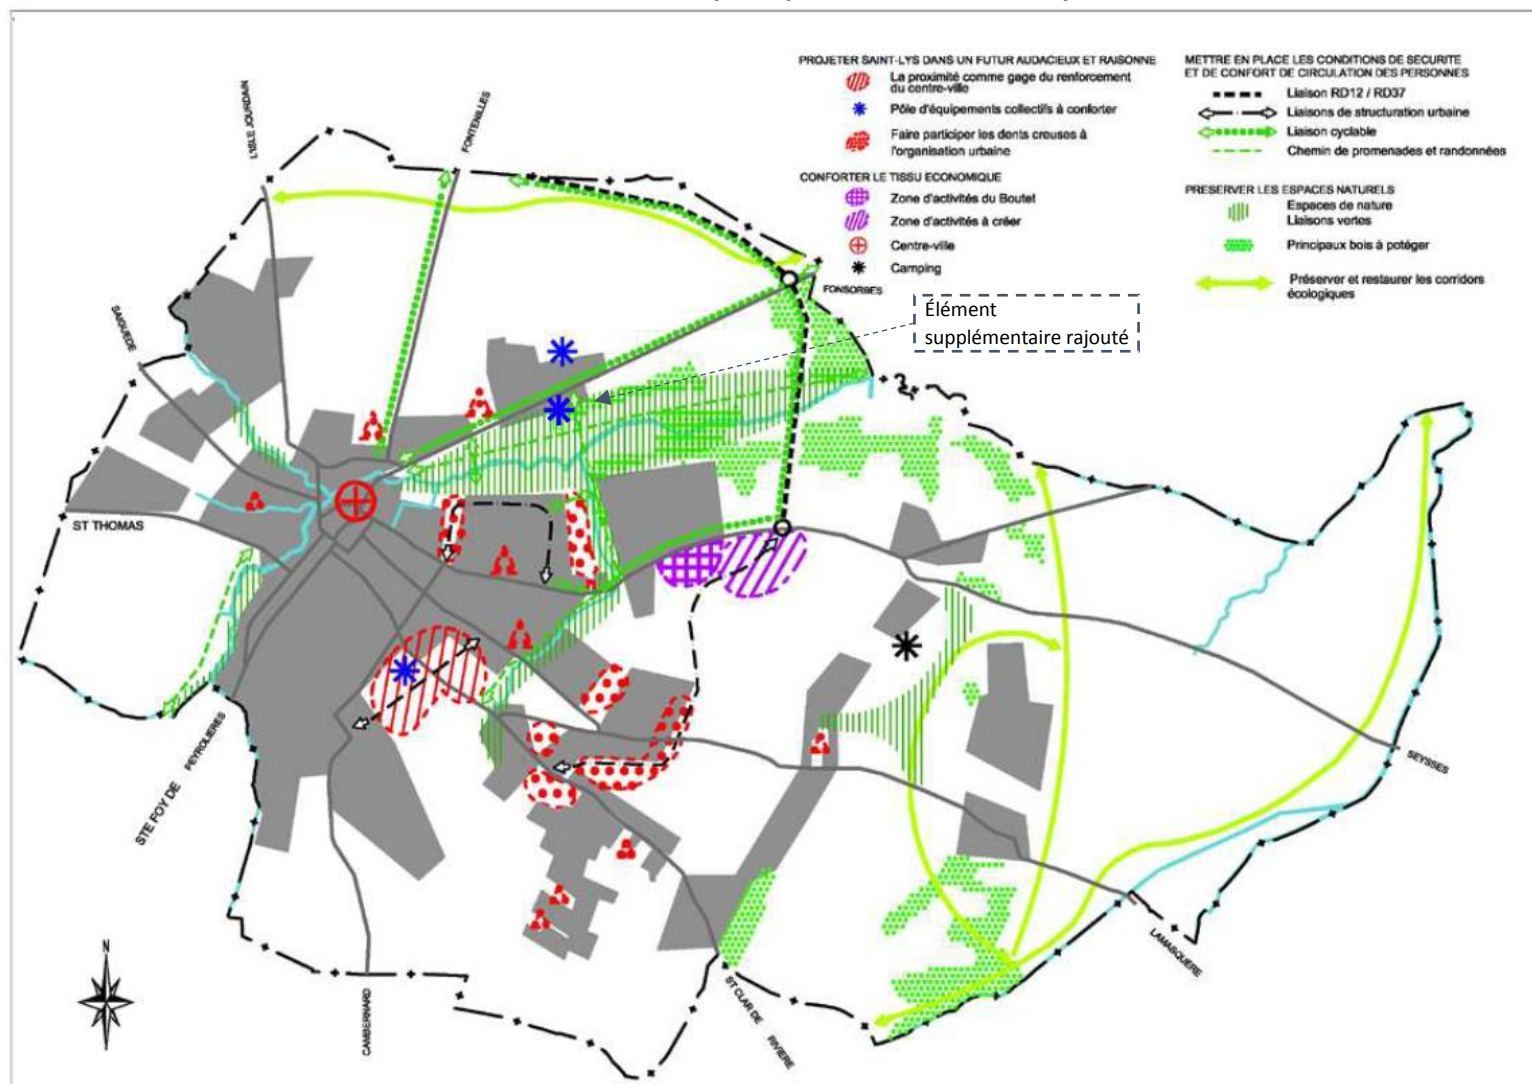 PROJETER SAINT-LYS DANS UN FUTUR AUDACIEUX ET RAISONNE
La proximité comme gage du renforcement
du centre-ville
Pôle d'équipements collectifs à conforter
Faire participer les dents creuses à
l'organisation urbaine
CONFORTER LE TISSU ECONOMIQUE
Zone d'activités du Boutet
Zone d'activités à créer
Centre-ville
Camping
METTRE EN PLACE LES CONDITIONS DE SECURITE
ET DE CONFORT DE CIRCULATION DES PERSONNES
Liaison RD12 / RD37
Liaisons de structuration urbaine
Liaison cyclable
Chemin de promenades et randonnées
PRESERVER LES ESPACES NATURELS
Espaces de nature
Liaisons vertes
Principaux bois à potéger
Préserver et restaurer les corridors
écologiques
Élément
supplémentaire rajouté
L'ISLE JOURDAIN
FONTENILLES
FONSORBES
SAIGUEDE
ST THOMAS
STE FOY DE PEYROLIERES
CAMBERNARD
ST CLAR DE RIVIERE
LAMASQUERE
SEYSSES
N